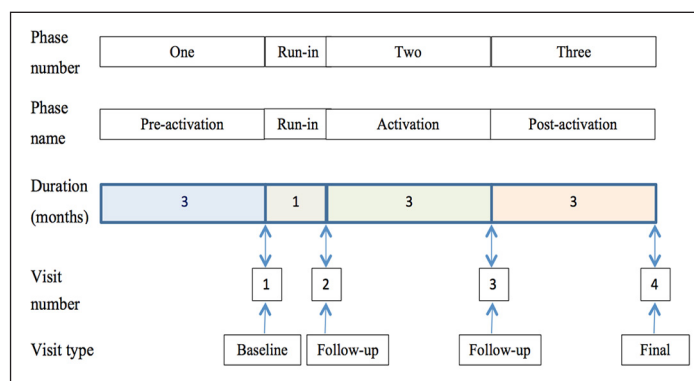 Phase number
One Run-in Two Three
Phase name
Pre-activation Run-in Activation Post-activation
Duration (months)
3 1 3 3
Visit number
1 2 3 4
Visit type
Baseline Follow-up Follow-up Final